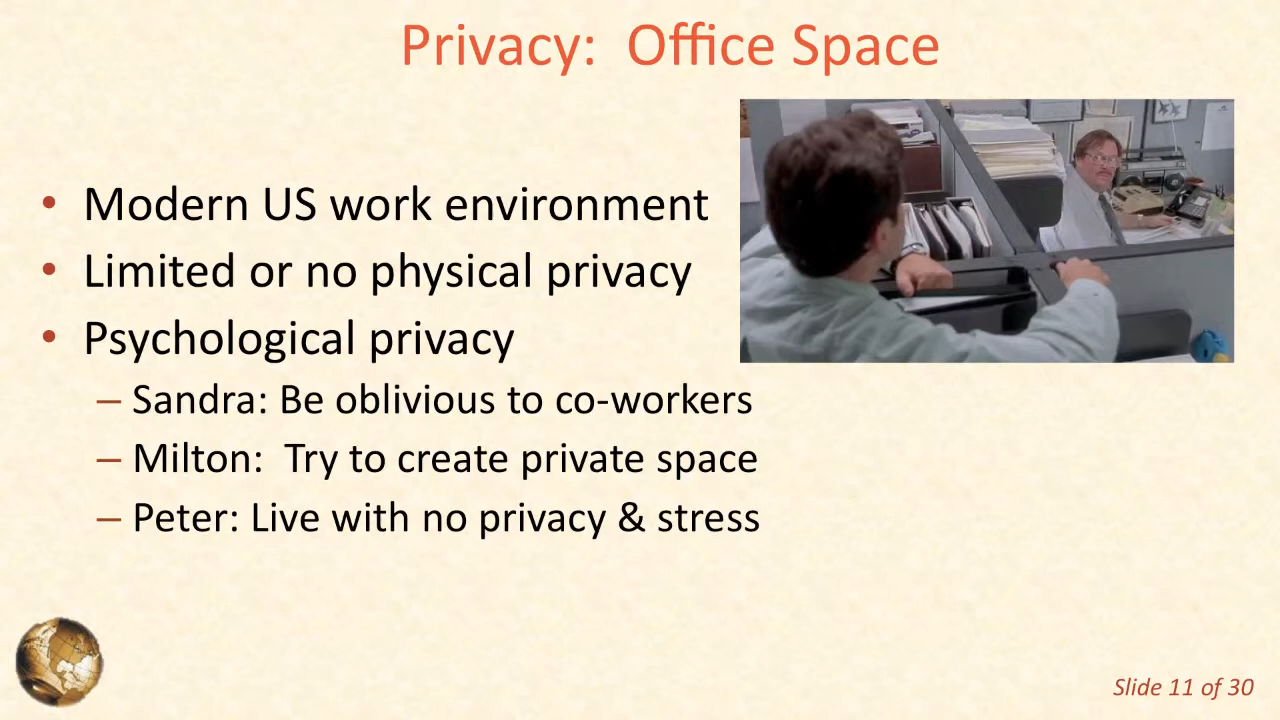 Privacy:  Office Space
• Modern US work environment
• Limited or no physical privacy
• Psychological privacy
– Sandra: Be oblivious to co-workers
– Milton:  Try to create private space
– Peter: Live with no privacy & stress
Slide 11 of 30